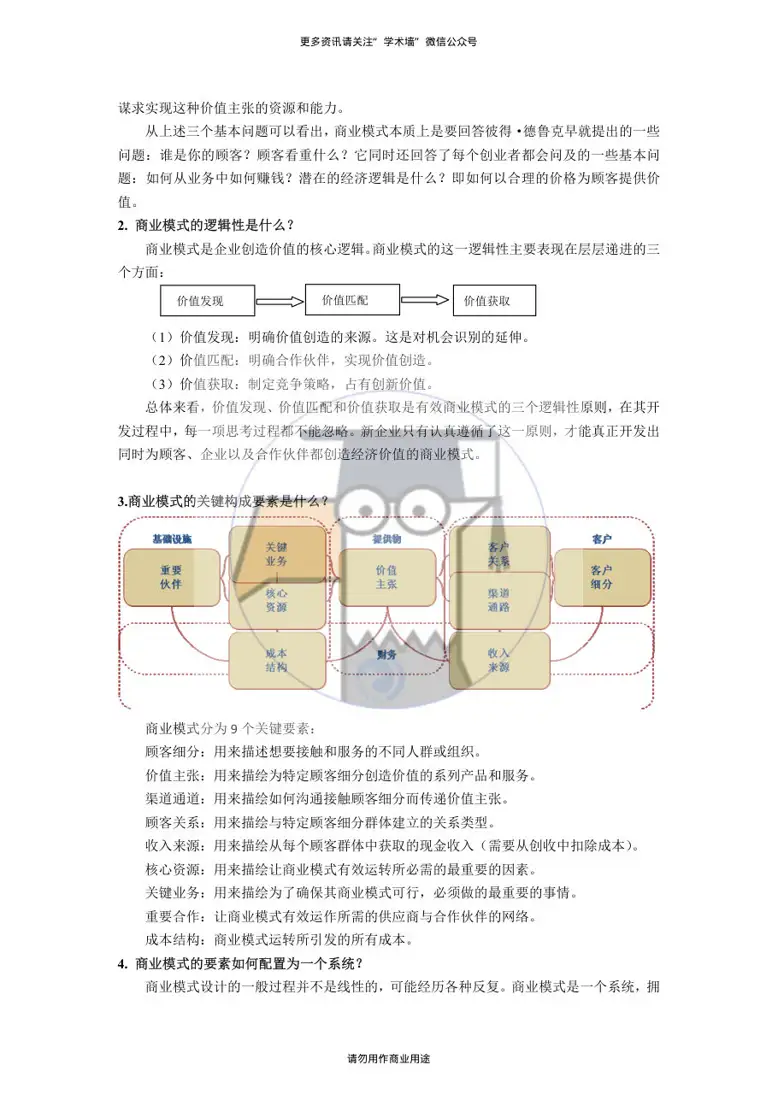 更多资讯请关注“学术墙”微信公众号
谋求实现这种价值主张的资源和能力。
从上述三个基本问题可以看出，商业模式本质上是要回答彼得·德鲁克早就提出的一些
问题：谁是你的顾客？顾客看重什么？它同时还回答了每个创业者都会问及的一些基本问
题：如何从业务中如何赚钱？潜在的经济逻辑是什么？即如何以合理的价格为顾客提供价
值。
2. 商业模式的逻辑性是什么？
商业模式是企业创造价值的核心逻辑。商业模式的这一逻辑性主要表现在层层递进的三
个方面：
价值发现 价值匹配 价值获取
（1）价值发现：明确价值创造的来源。这是对机会识别的延伸。
（2）价值匹配：明确合作伙伴，实现价值创造。
（3）价值获取：制定竞争策略，占有创新价值。
总体来看，价值发现、价值匹配和价值获取是有效商业模式的三个逻辑性原则，在其开
发过程中，每一项思考过程都不能忽略。新企业只有认真遵循了这一原则，才能真正开发出
同时为顾客、企业以及合作伙伴都创造经济价值的商业模式。
3.商业模式的关键构成要素是什么？
基础设施 提供物 客户
关键
业务
客户
关系
重要
伙伴
价值
主张
客户
细分
核心
资源
渠道
通路
成本
结构
财务
收入
来源
商业模式分为 9 个关键要素：
顾客细分：用来描述想要接触和服务的不同人群或组织。
价值主张：用来描绘为特定顾客细分创造价值的系列产品和服务。
渠道通道：用来描绘如何沟通接触顾客细分而传递价值主张。
顾客关系：用来描绘与特定顾客细分群体建立的关系类型。
收入来源：用来描绘从每个顾客群体中获取的现金收入（需要从创收中扣除成本）。
核心资源：用来描绘让商业模式有效运转所必需的最重要的因素。
关键业务：用来描绘为了确保其商业模式可行，必须做的最重要的事情。
重要合作：让商业模式有效运作所需的供应商与合作伙伴的网络。
成本结构：商业模式运转所引发的所有成本。
4. 商业模式的要素如何配置为一个系统？
商业模式设计的一般过程并不是线性的，可能经历各种反复。商业模式是一个系统，拥
请勿用作商业用途